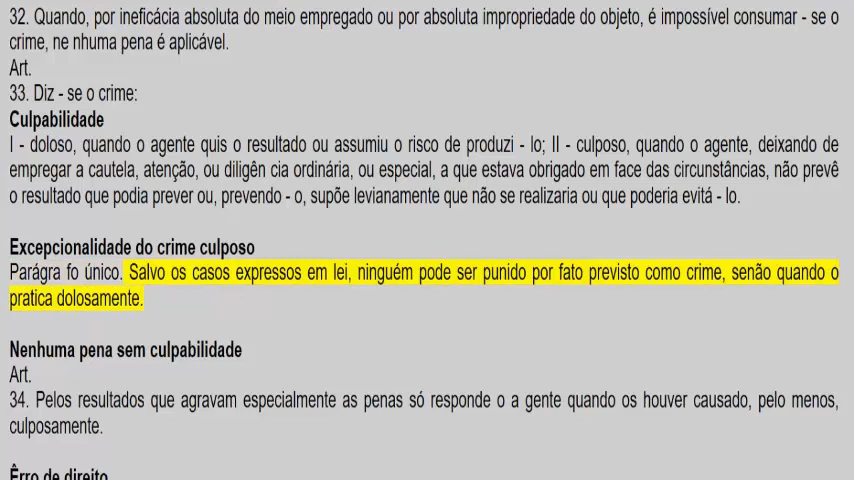 32. Quando, por ineficácia absoluta do meio empregado ou por absoluta impropriedade do objeto, é impossível consumar - se o
crime, ne nhuma pena é aplicável.
Art.
33. Diz - se o crime:
Culpabilidade
I - doloso, quando o agente quis o resultado ou assumiu o risco de produzi - lo; II - culposo, quando o agente, deixando de
empregar a cautela, atenção, ou diligên cia ordinária, ou especial, a que estava obrigado em face das circunstâncias, não prevê
o resultado que podia prever ou, prevendo - o, supõe levianamente que não se realizaria ou que poderia evitá - lo.
Excepcionalidade do crime culposo
Parágra fo único. Salvo os casos expressos em lei, ninguém pode ser punido por fato previsto como crime, senão quando o
pratica dolosamente.
Nenhuma pena sem culpabilidade
Art.
34. Pelos resultados que agravam especialmente as penas só responde o a gente quando os houver causado, pelo menos,
culposamente.
Êrro de direito